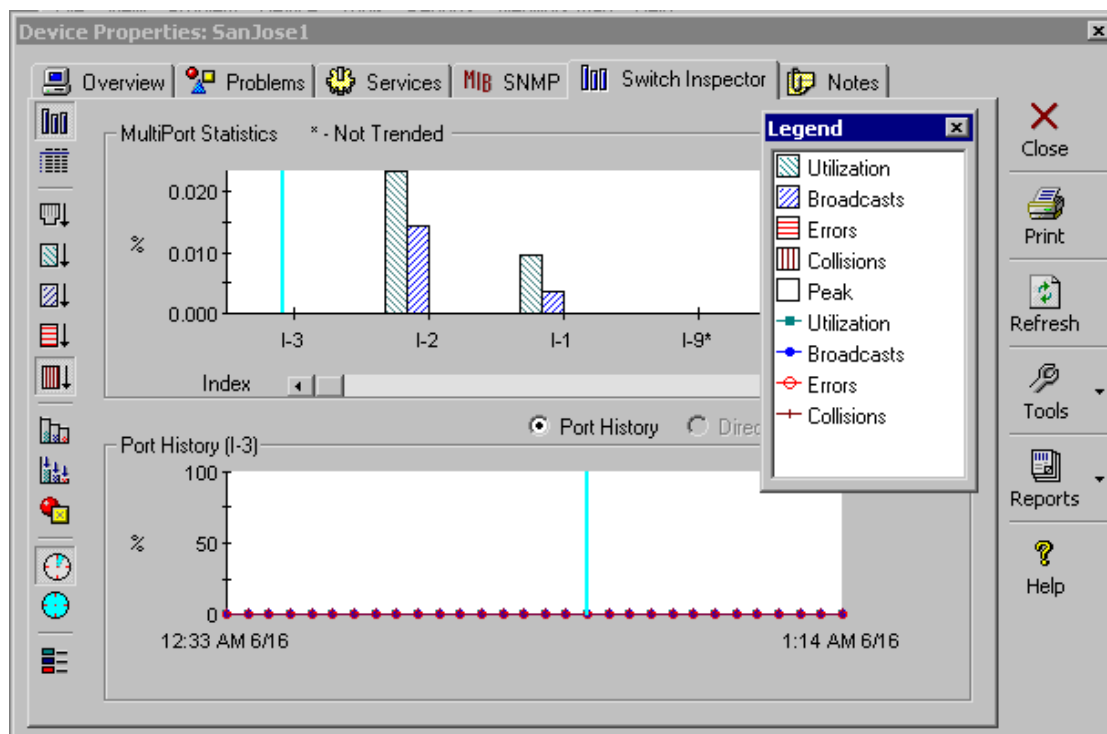 Device Properties: SanJose1
Overview Problems Services MIB SNMP Switch Inspector Notes
MultiPort Statistics * - Not Trended
0.020
%
0.010
0.000
I-3 I-2 I-1 I-9*
Index
Legend
Utilization
Broadcasts
Errors
Collisions
Peak
Utilization
Broadcasts
Errors
Collisions
Port History Direc
Port History (I-3)
100
%
50
0
12:33 AM 6/16 1:14 AM 6/16
Close
Print
Refresh
Tools
Reports
Help